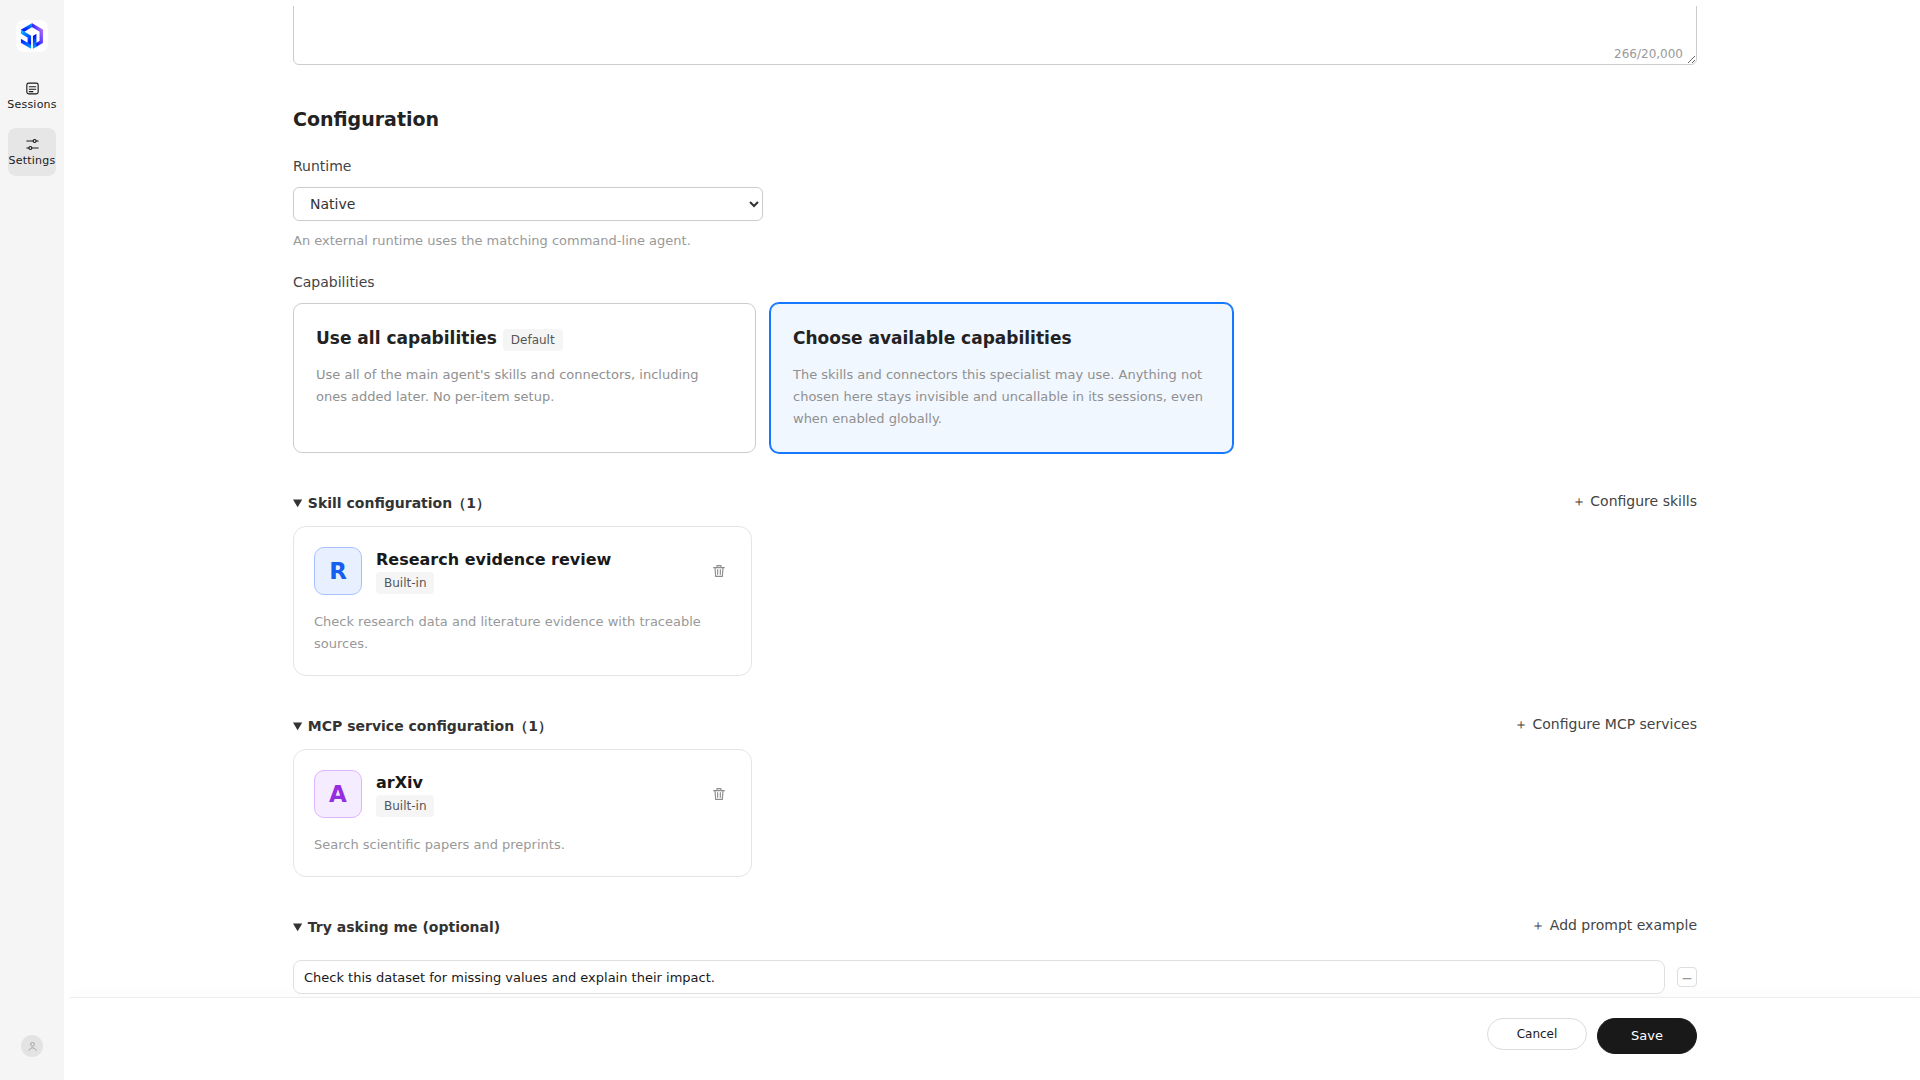 266/20,000
Sessions
Settings
Configuration
Runtime
Native
An external runtime uses the matching command-line agent.
Capabilities
Use all capabilities Default
Use all of the main agent's skills and connectors, including
ones added later. No per-item setup.
Choose available capabilities
The skills and connectors this specialist may use. Anything not
chosen here stays invisible and uncallable in its sessions, even
when enabled globally.
▼ Skill configuration（1）
+ Configure skills
R
Research evidence review
Built-in
Check research data and literature evidence with traceable
sources.
▼ MCP service configuration（1）
+ Configure MCP services
A
arXiv
Built-in
Search scientific papers and preprints.
▼ Try asking me (optional)
+ Add prompt example
Check this dataset for missing values and explain their impact.
Cancel
Save